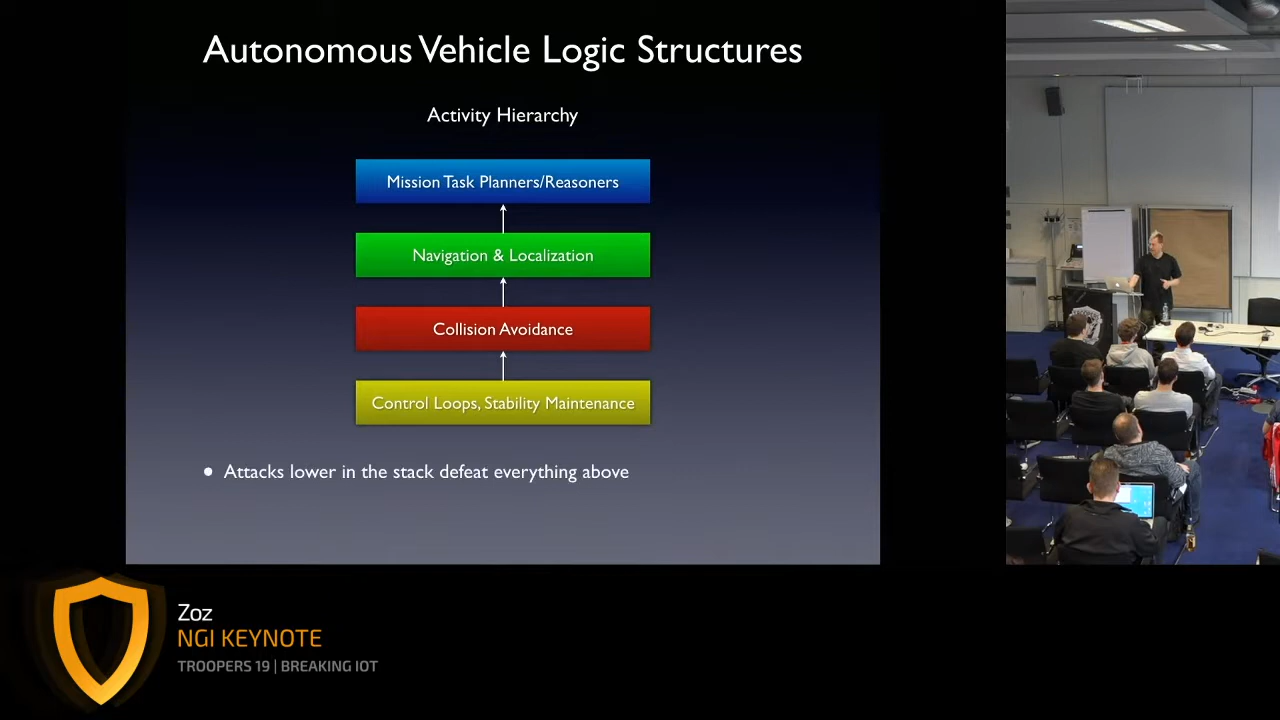 Autonomous Vehicle Logic Structures
Activity Hierarchy
Mission Task Planners/Reasoners
Navigation & Localization
Collision Avoidance
Control Loops, Stability Maintenance
● Attacks lower in the stack defeat everything above
Zoz
NGI KEYNOTE
TROOPERS 19 | BREAKING IOT